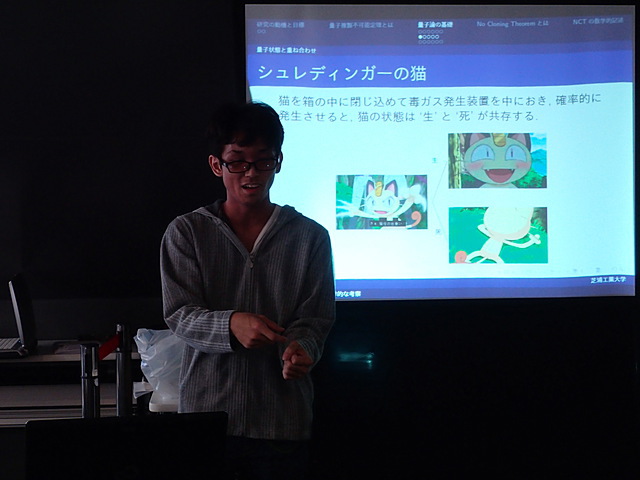 研究の動機と目標
量子複製不可能定理とは
量子論の基礎
No Cloning Theorem とは
NCT の数学的記述
量子状態と重ね合わせ
シュレディンガーの猫
猫を箱の中に閉じ込めて毒ガス発生装置を中におき, 確率的に
発生させると, 猫の状態は ‘生’ と ‘死’ が共存する.
生
芝浦工業大学
的な考察